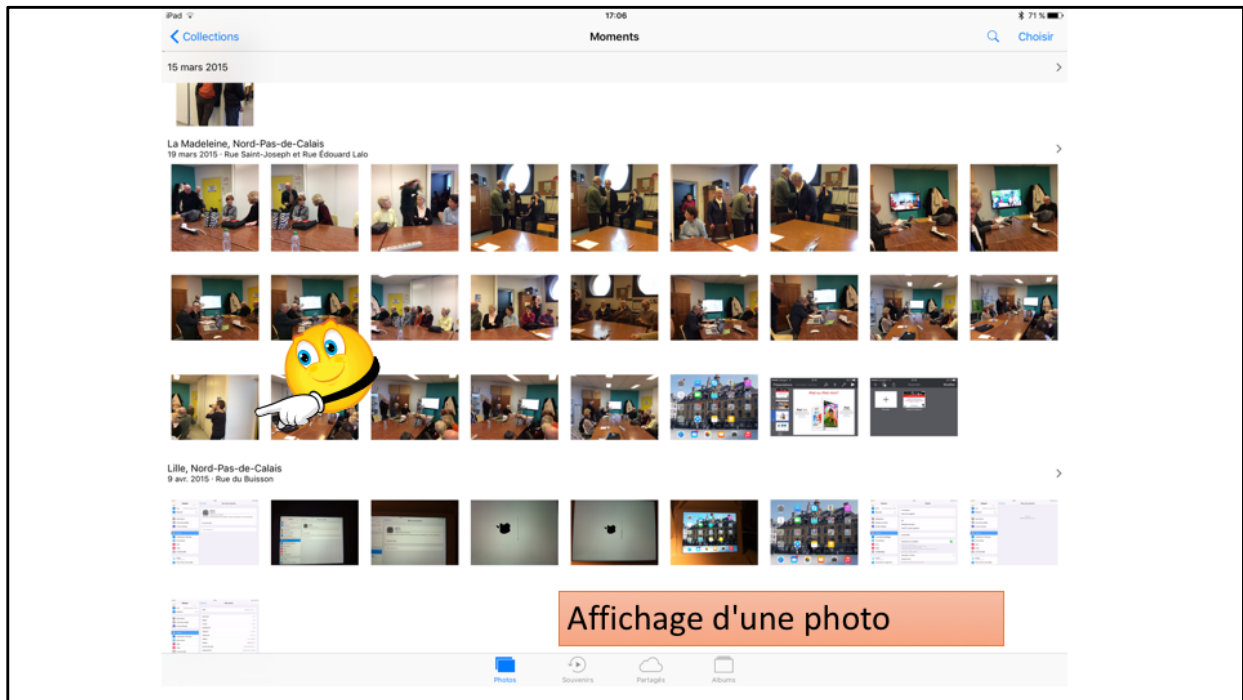 iPad 17:06 71 %
Collections Moments Choisir
15 mars 2015
La Madeleine, Nord-Pas-de-Calais
19 mars 2015 · Rue Saint-Joseph et Rue Édouard Lalo
Lille, Nord-Pas-de-Calais
9 avr. 2015 · Rue du Buisson
Affichage d'une photo
Photos Souvenirs Partagés Albums